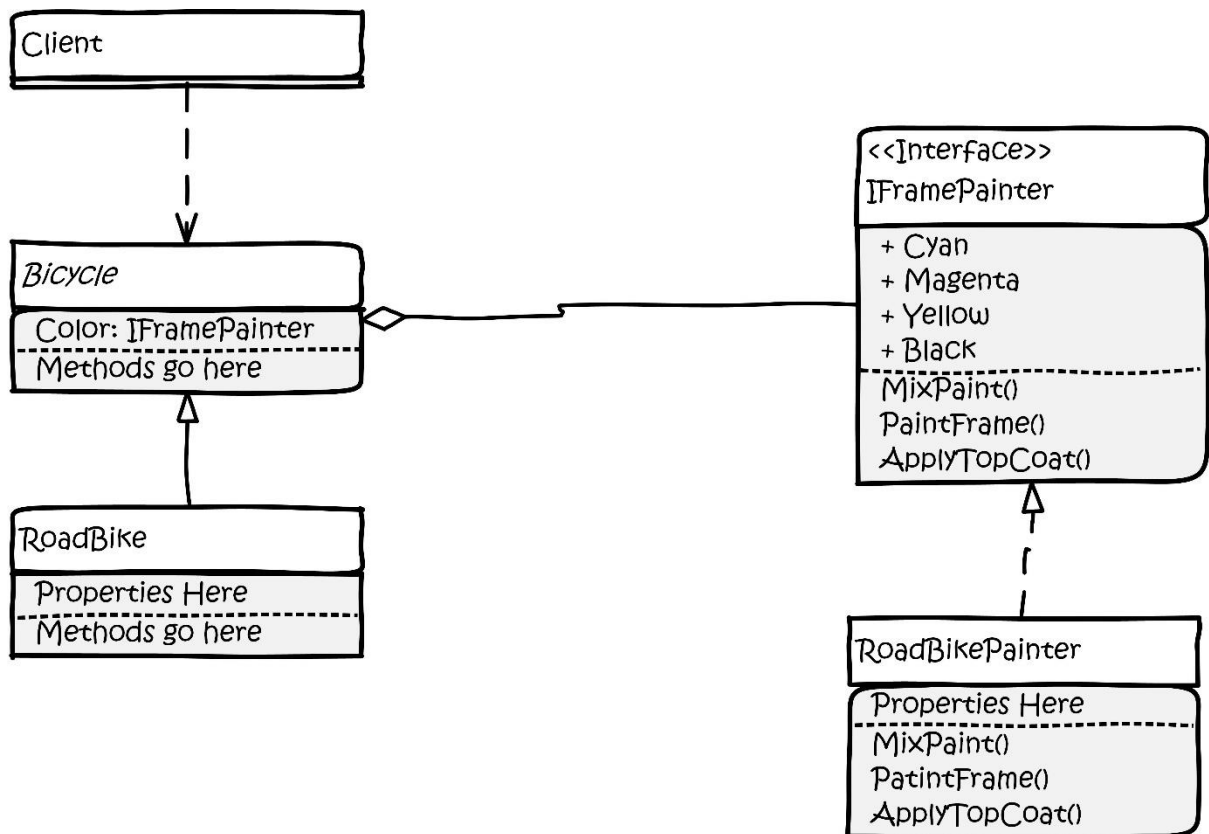 Client
Bicycle
Color: IFramePainter
Methods go here
RoadBike
Properties Here
Methods go here
<<Interface>>
IFramePainter
+ Cyan
+ Magenta
+ Yellow
+ Black
MixPaint()
PaintFrame()
ApplyTopCoat()
RoadBikePainter
Properties Here
MixPaint()
PatintFrame()
ApplyTopCoat()